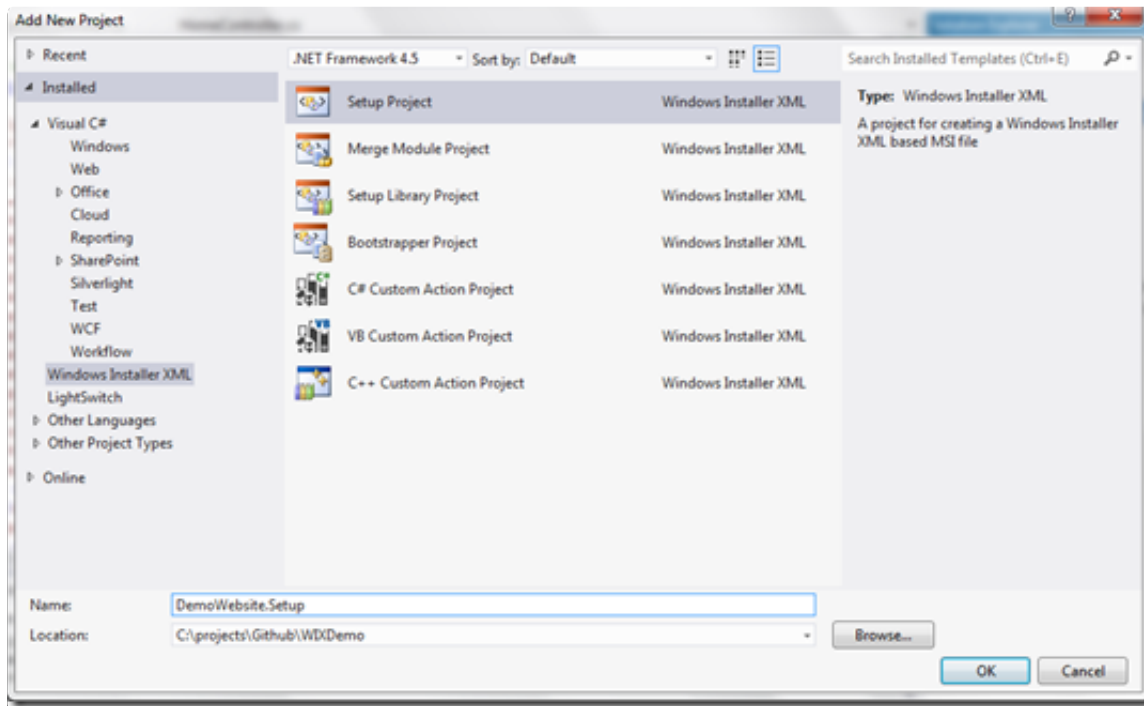 Add New Project
Recent
.NET Framework 4.5 Sort by: Default
Search Installed Templates (Ctrl+E)
Installed
Visual C#
Windows
Web
Office
Cloud
Reporting
SharePoint
Silverlight
Test
WCF
Workflow
Windows Installer XML
LightSwitch
Other Languages
Other Project Types
Online
Setup Project Windows Installer XML
Merge Module Project Windows Installer XML
Setup Library Project Windows Installer XML
Bootstrapper Project Windows Installer XML
C# Custom Action Project Windows Installer XML
VB Custom Action Project Windows Installer XML
C++ Custom Action Project Windows Installer XML
Type: Windows Installer XML
A project for creating a Windows Installer
XML based MSI file
Name: DemoWebsite.Setup
Location: C:\projects\Github\WIXDemo
Browse...
OK Cancel